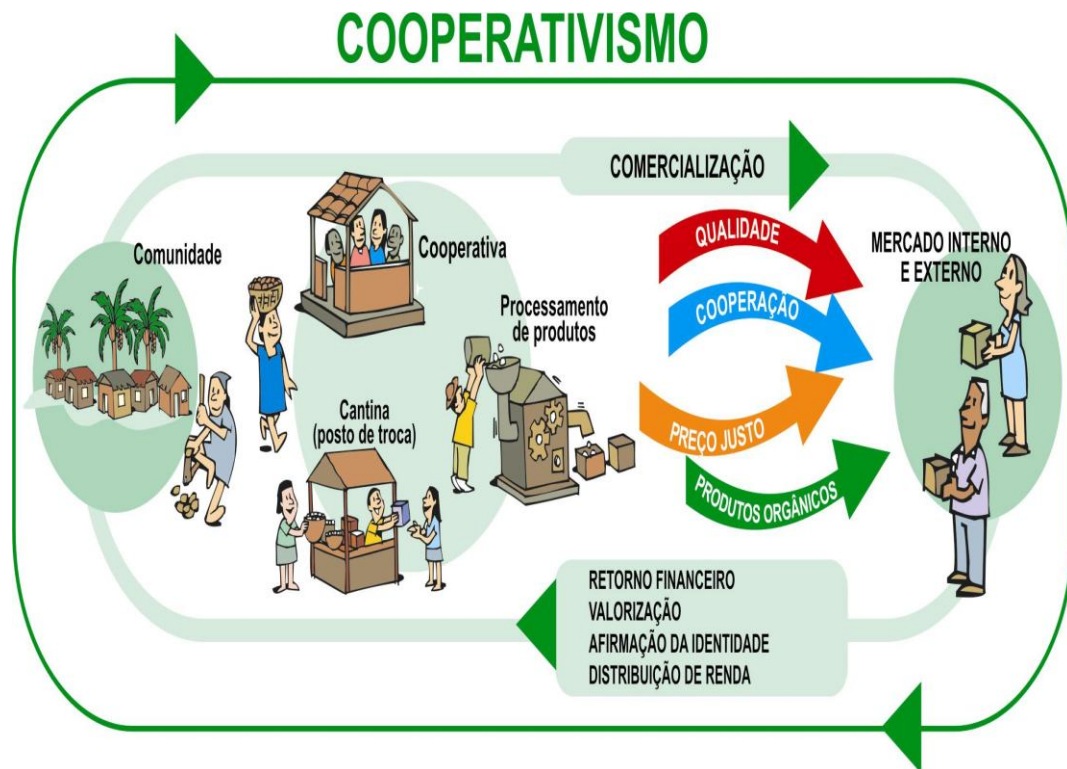 COOPERATIVISMO
COMERCIALIZAÇÃO
Comunidade
Cooperativa
Processamento
de produtos
Cantina
(posto de troca)
QUALIDADE
COOPERAÇÃO
PREÇO JUSTO
PRODUTOS ORGÂNICOS
MERCADO INTERNO
E EXTERNO
RETORNO FINANCEIRO
VALORIZAÇÃO
AFIRMAÇÃO DA IDENTIDADE
DISTRIBUIÇÃO DE RENDA